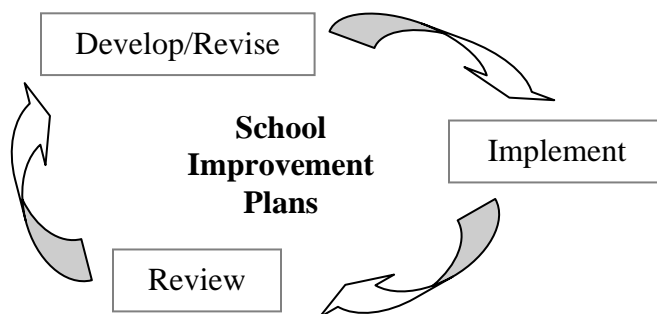 Develop/Revise
School
Improvement
Plans
Implement
Review